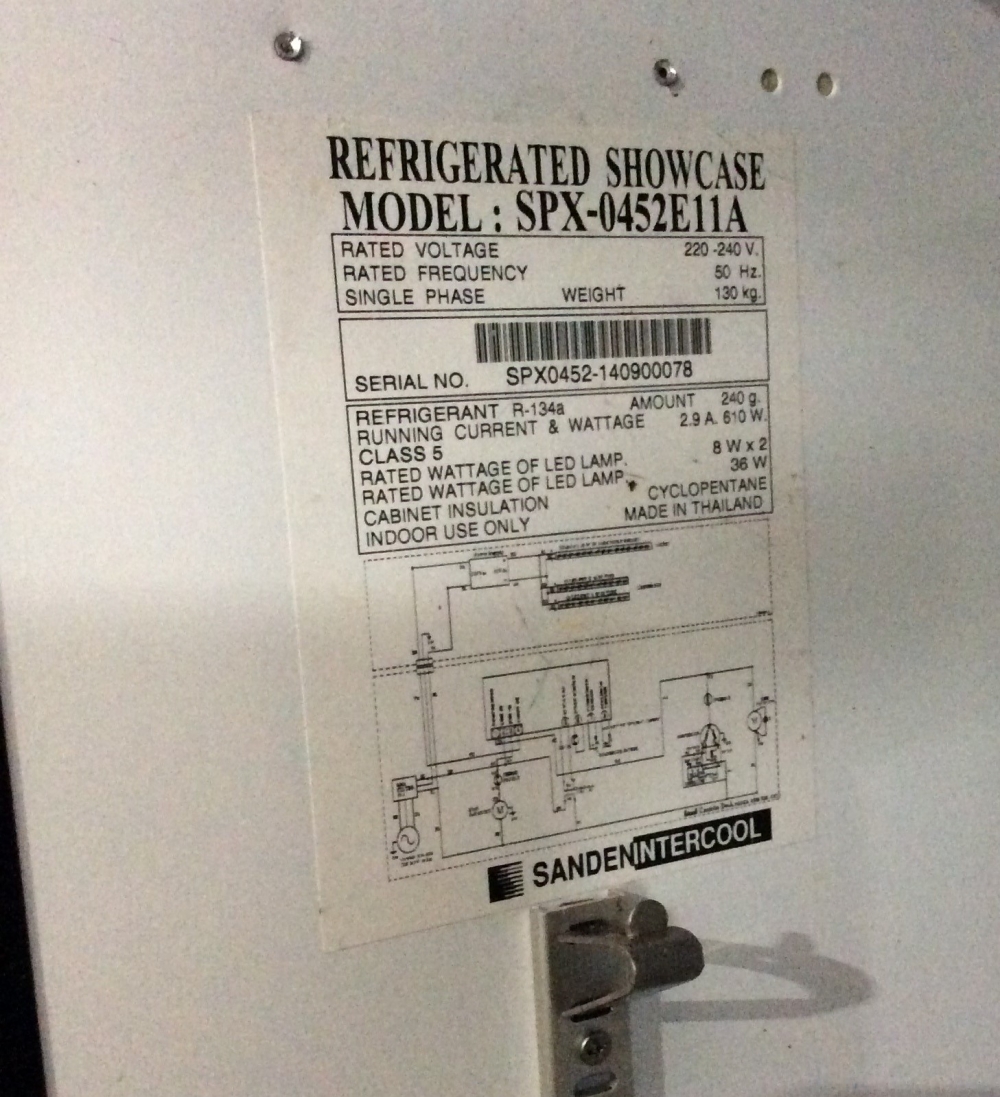 REFRIGERATED SHOWCASE
MODEL : SPX-0452E11A
RATED VOLTAGE 220 -240 V.
RATED FREQUENCY 50 Hz.
SINGLE PHASE WEIGHT 130 kg.
SERIAL NO. SPX0452-140900078
REFRIGERANT R-134a AMOUNT 240 g.
RUNNING CURRENT & WATTAGE 2.9 A. 610 W.
CLASS 5
RATED WATTAGE OF LED LAMP. 8 W x 2
RATED WATTAGE OF LED LAMP. 36 W
CABINET INSULATION CYCLOPENTANE
INDOOR USE ONLY MADE IN THAILAND
SANDENINTERCOOL